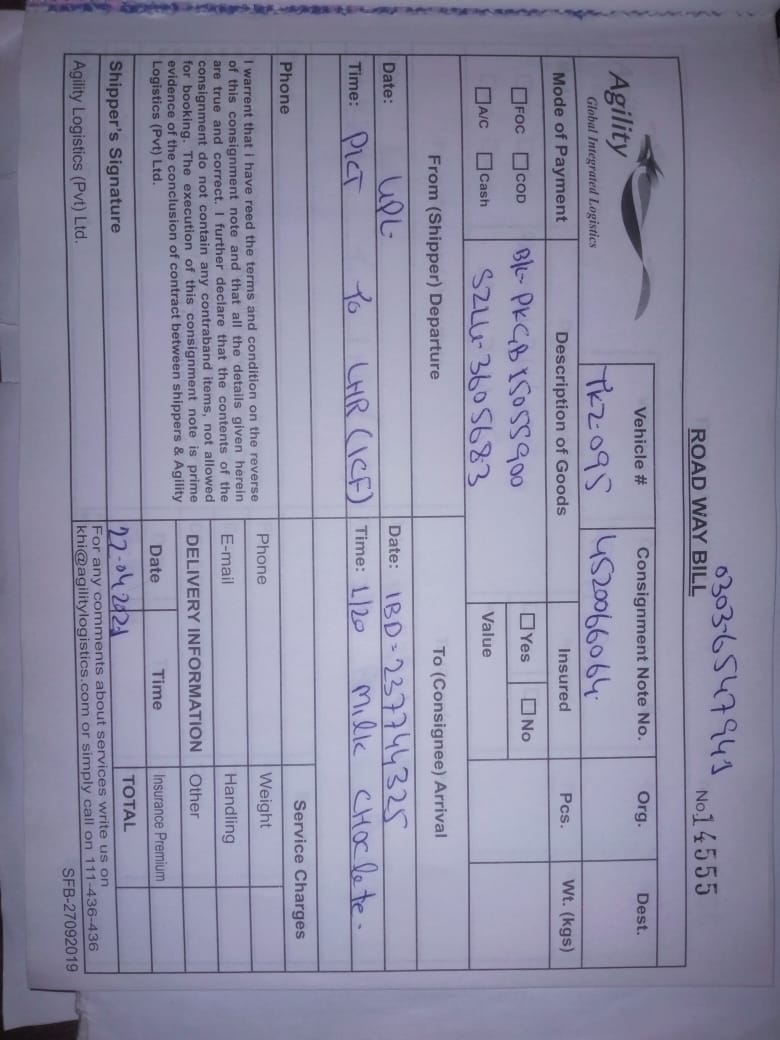 0303-6547941
ROAD WAY BILL No. 14555
Agility
Global Integrated Logistics
Vehicle # Consignment Note No. Org. Dest.
TKZ-095 4520066064.
Mode of Payment Description of Goods Insured Pcs. Wt. (kgs)
FOC COD B/L- PKGB15055900 Yes No
A/C Cash SZLU-3605683 Value
From (Shipper) Departure To (Consignee) Arrival
Date: UPL- Date: IBD-237744325
Time: PICT To LHR (ICF) Time: 1/20 Milk CHOclete.
Service Charges
Phone
Phone Weight
I warrent that i have reed the terms and condition on the reverse
of this consignment note and that all the details given herein
are true and correct. I further declare that the contents of the
consignment do not contain any contraband items, not allowed
for booking. The execution of this consignment note is prime
evidence of the conclusion of contract between shippers & Agility
Logistics (Pvt) Ltd.
E-mail Handling
DELIVERY INFORMATION Other
Date Time Insurance Premium
Shipper's Signature 22-04-2021 TOTAL
Agility Logistics (Pvt) Ltd.
For any comments about services write us on
khi@agilitylogistics.com or simply call on 111-436-436
SFB-27092019